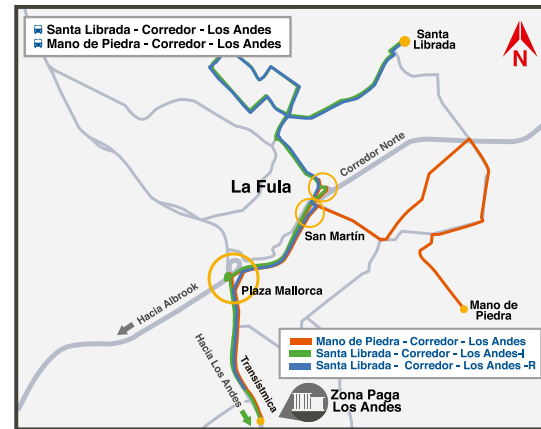 Santa Librada - Corredor - Los Andes
Mano de Piedra - Corredor - Los Andes
Santa
Librada
N
Corredor Norte
La Fula
San Martín
Plaza Mallorca
Hacia Albrook
Mano de
Piedra
Mano de Piedra - Corredor - Los Andes
Santa Librada - Corredor - Los Andes-I
Santa Librada - Corredor - Los Andes -R
Hacia Los Andes
Transístmica
Zona Paga
Los Andes